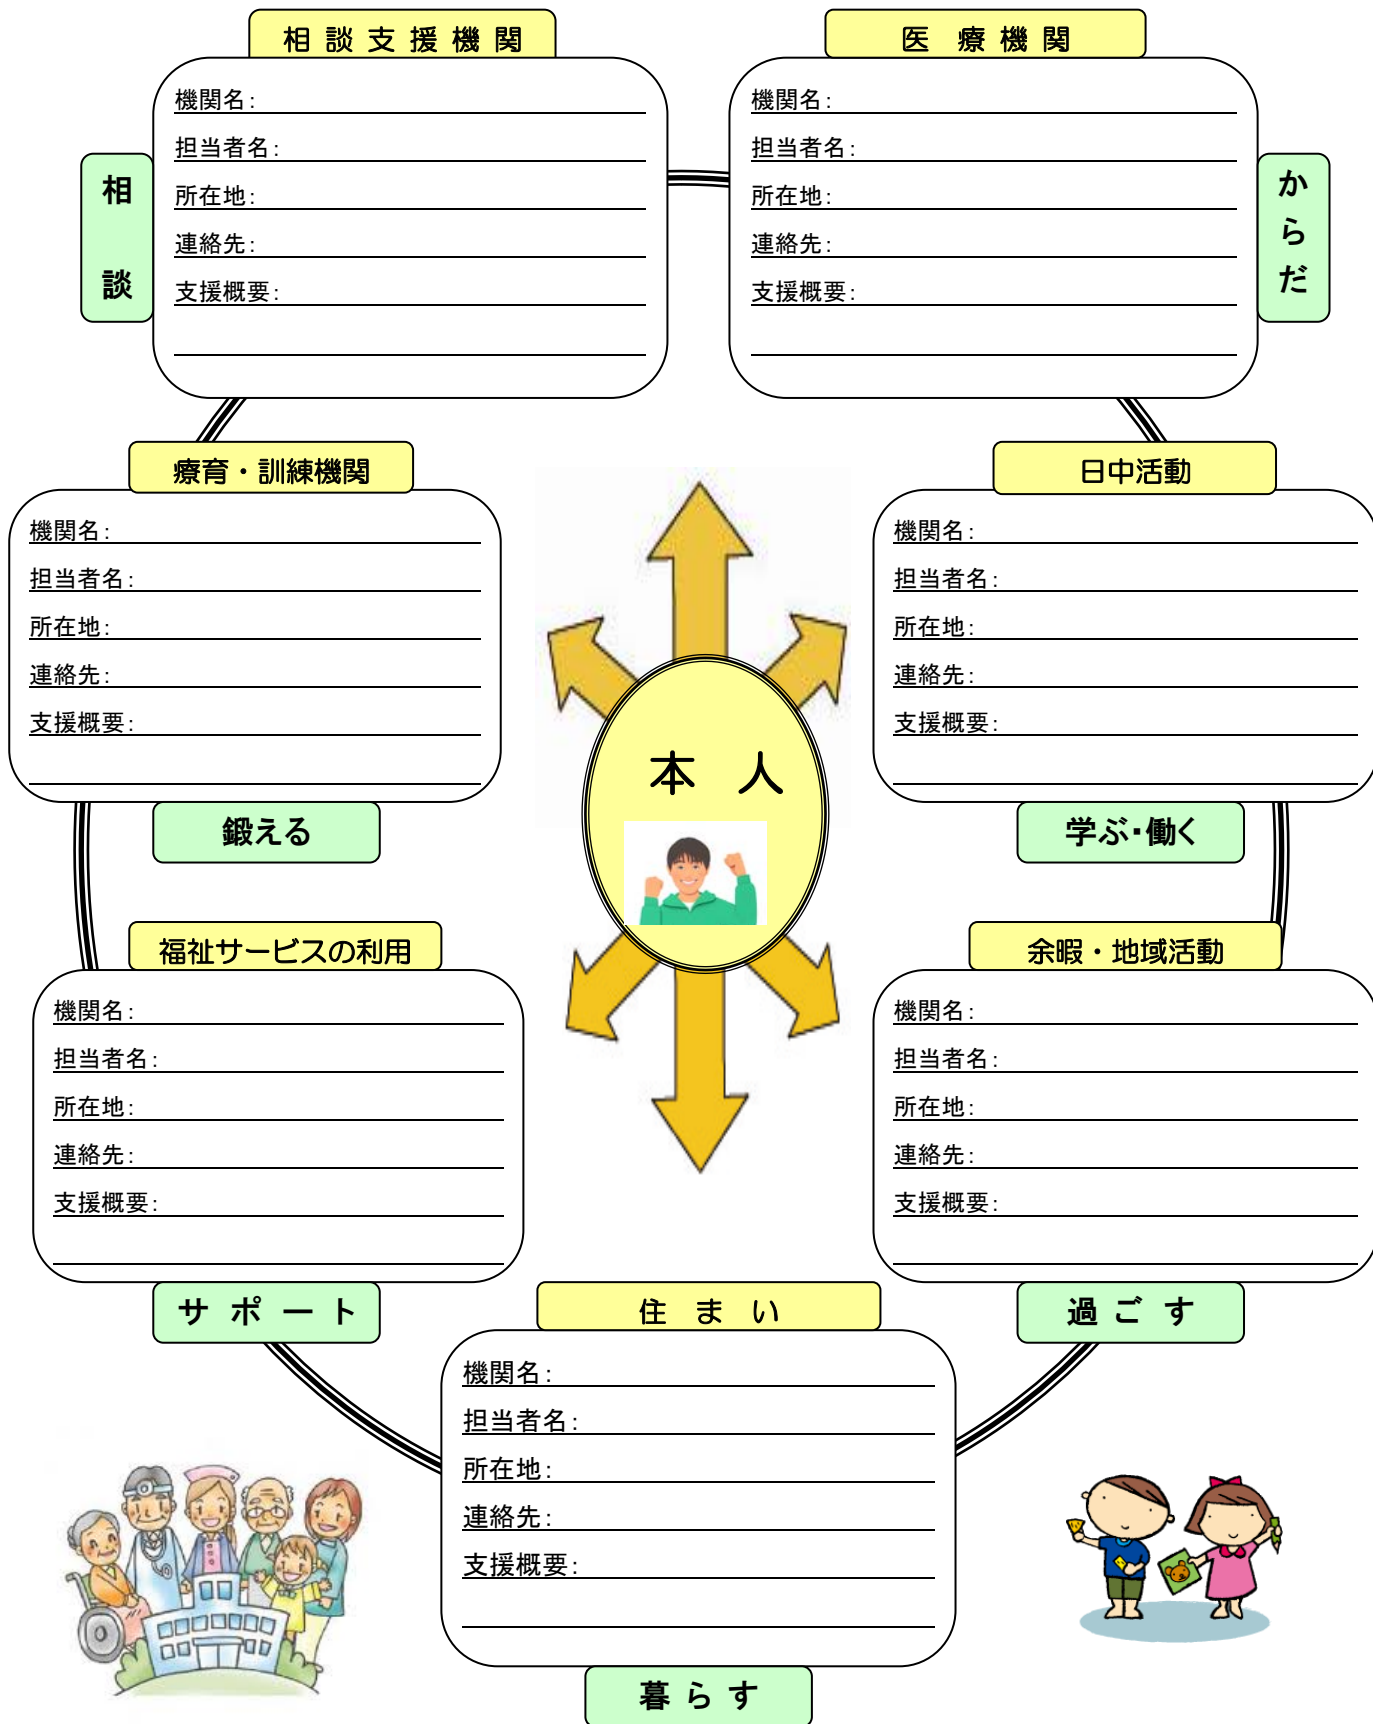 相談支援機関
機関名：
担当者名：
所在地：
連絡先：
支援概要：
相談
医療機関
機関名：
担当者名：
所在地：
連絡先：
支援概要：
からだ
療育・訓練機関
機関名：
担当者名：
所在地：
連絡先：
支援概要：
鍛える
日中活動
機関名：
担当者名：
所在地：
連絡先：
支援概要：
学ぶ・働く
本人
福祉サービスの利用
機関名：
担当者名：
所在地：
連絡先：
支援概要：
サポート
余暇・地域活動
機関名：
担当者名：
所在地：
連絡先：
支援概要：
過ごす
住まい
機関名：
担当者名：
所在地：
連絡先：
支援概要：
暮らす